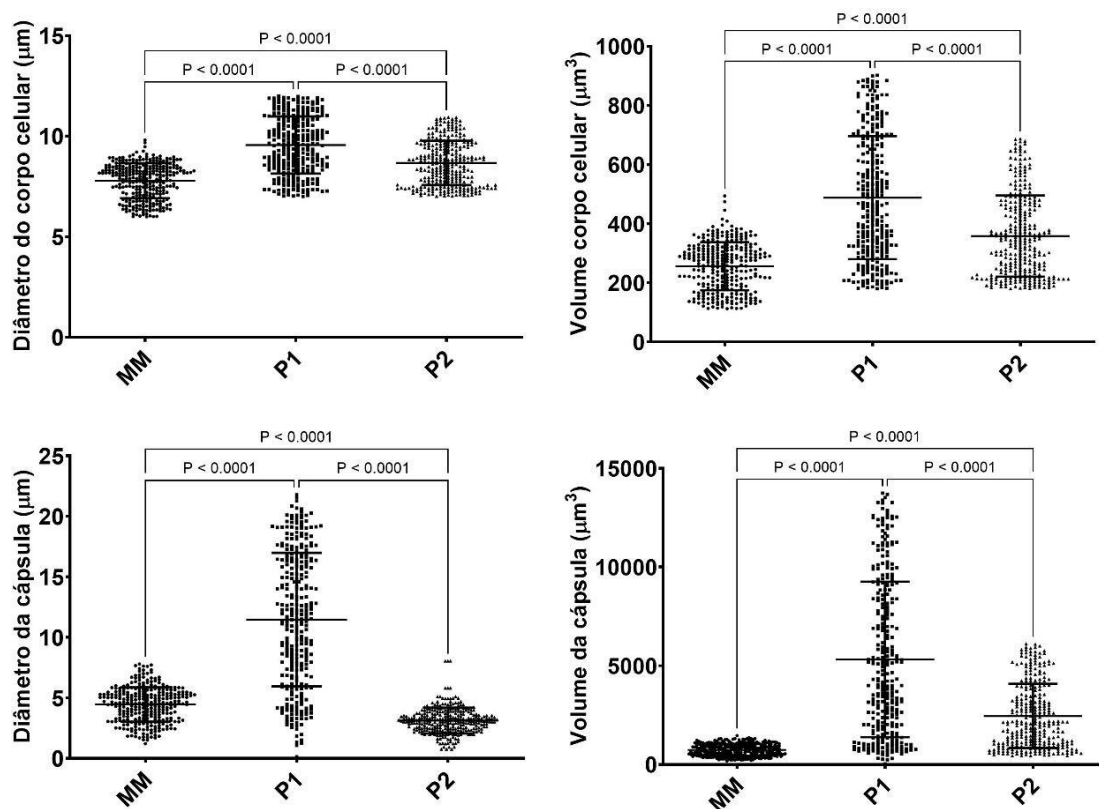 Diâmetro do corpo celular (μm)
15
10
5
0
P < 0.0001
P < 0.0001
P < 0.0001
MM
P1
P2
Volume corpo celular (μm³)
1000
800
600
400
200
0
P < 0.0001
P < 0.0001
P < 0.0001
MM
P1
P2
Diâmetro da cápsula (μm)
25
20
15
10
5
0
P < 0.0001
P < 0.0001
P < 0.0001
MM
P1
P2
Volume da cápsula (μm³)
15000
10000
5000
0
P < 0.0001
P < 0.0001
P < 0.0001
MM
P1
P2